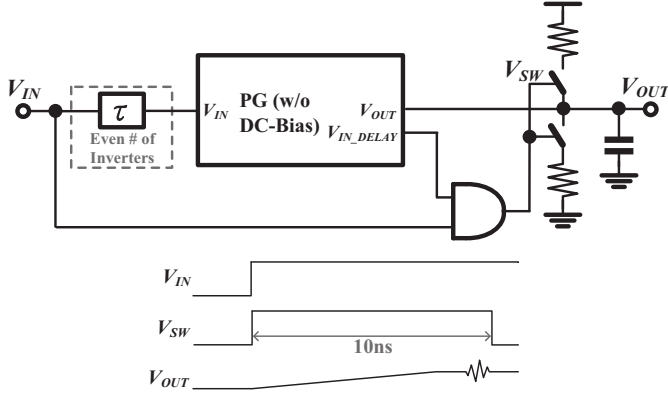 V_SW
V_IN
V_OUT
τ
V_IN
PG (w/o
DC-Bias)
V_OUT
V_IN_DELAY
Even # of
Inverters
V_IN
V_SW
10ns
V_OUT